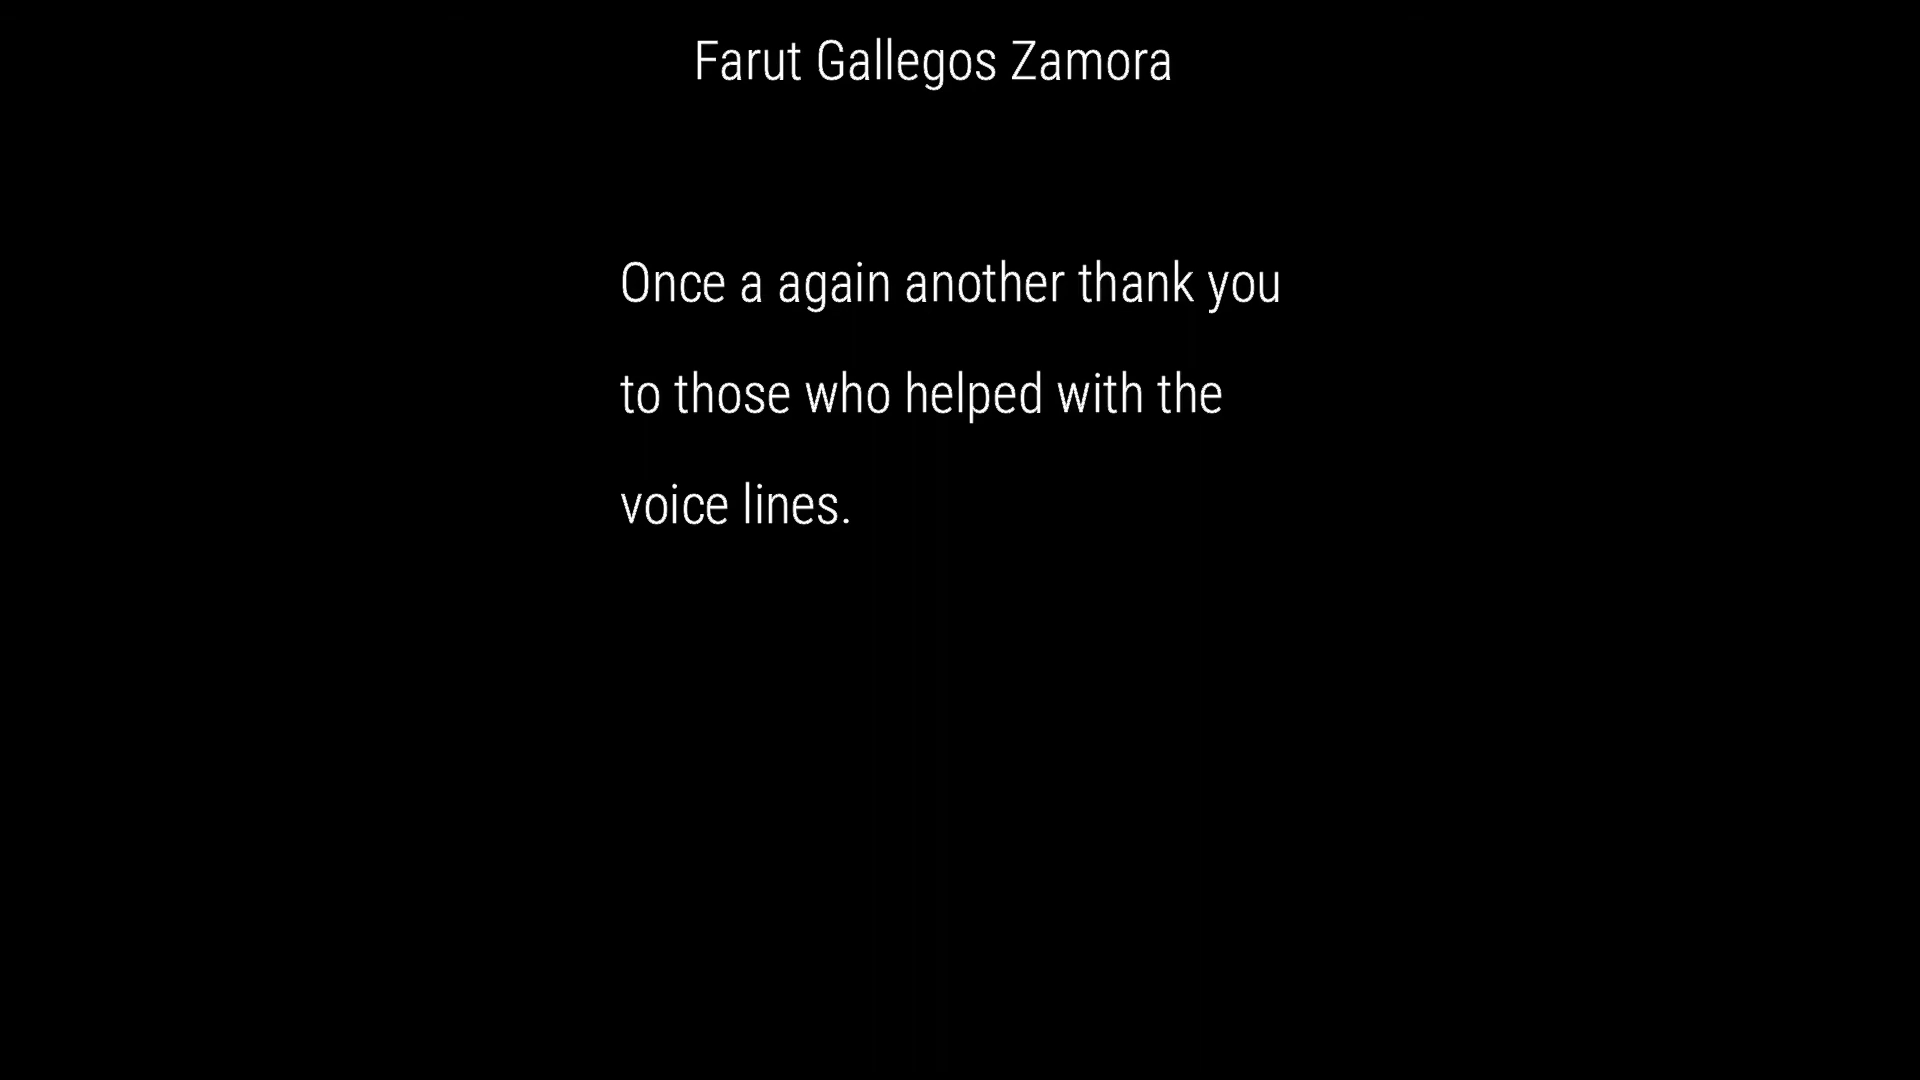 Farut Gallegos Zamora
Once a again another thank you
to those who helped with the
voice lines.